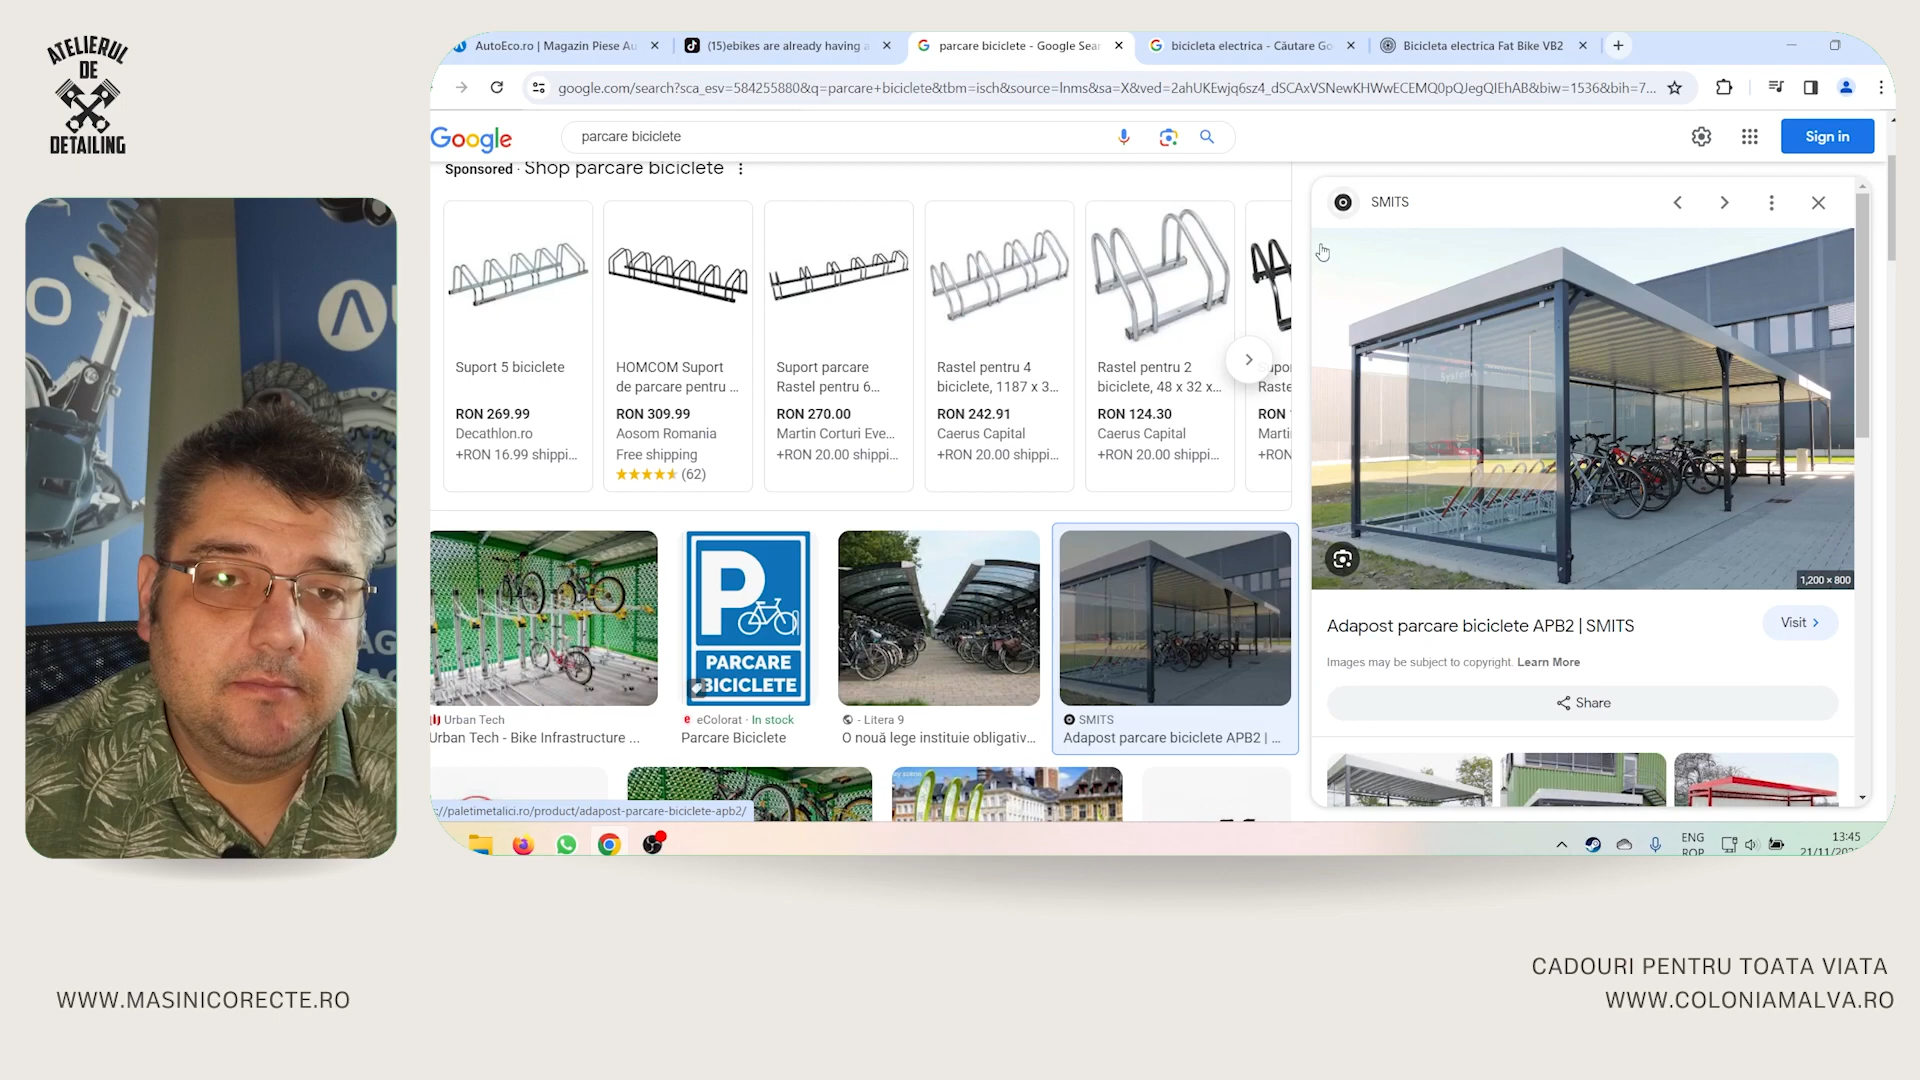 ATELIERUL
DE
DETAILING
AutoEco.ro | Magazin Piese Au
(15)ebikes are already having a
parcare biciclete - Google Sear
bicicleta electrica - Căutare Go
Bicicleta electrica Fat Bike VB2
google.com/search?sca_esv=584255880&q=parcare+biciclete&tbm=isch&source=lnms&sa=X&ved=2ahUKEwjq6sz4_dSCAxVSNewKHWwECEMQ0pQJegQIEhAB&biw=1536&bih=7...
Google
parcare biciclete
Sign in
Sponsored · Shop parcare biciclete
Suport 5 biciclete
RON 269.99
Decathlon.ro
+RON 16.99 shippi...
HOMCOM Suport
de parcare pentru ...
RON 309.99
Aosom Romania
Free shipping
(62)
Suport parcare
Rastel pentru 6...
RON 270.00
Martin Corturi Eve...
+RON 20.00 shippi...
Rastel pentru 4
biciclete, 1187 x 3...
RON 242.91
Caerus Capital
+RON 20.00 shippi...
Rastel pentru 2
biciclete, 48 x 32 x...
RON 124.30
Caerus Capital
+RON 20.00 shippi...
Raste
RON
Marti
+RON
P
PARCARE
BICICLETE
Urban Tech
Urban Tech - Bike Infrastructure ...
eColorat · In stock
Parcare Biciclete
- Litera 9
O nouă lege instituie obligativ...
SMITS
Adapost parcare biciclete APB2 | ...
://paletimetalici.ro/product/adapost-parcare-biciclete-apb2/
SMITS
1,200 × 800
Adapost parcare biciclete APB2 | SMITS
Visit
Images may be subject to copyright. Learn More
Share
ENG
ROP
13:45
WWW.MASINICORECTE.RO
CADOURI PENTRU TOATA VIATA
WWW.COLONIAMALVA.RO